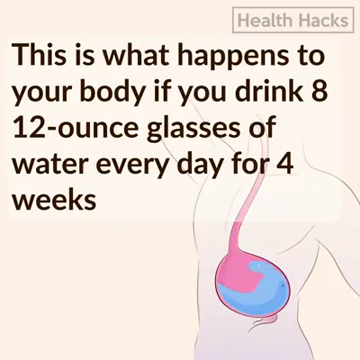 Health Hacks
This is what happens to
your body if you drink 8
12-ounce glasses of
water every day for 4
weeks